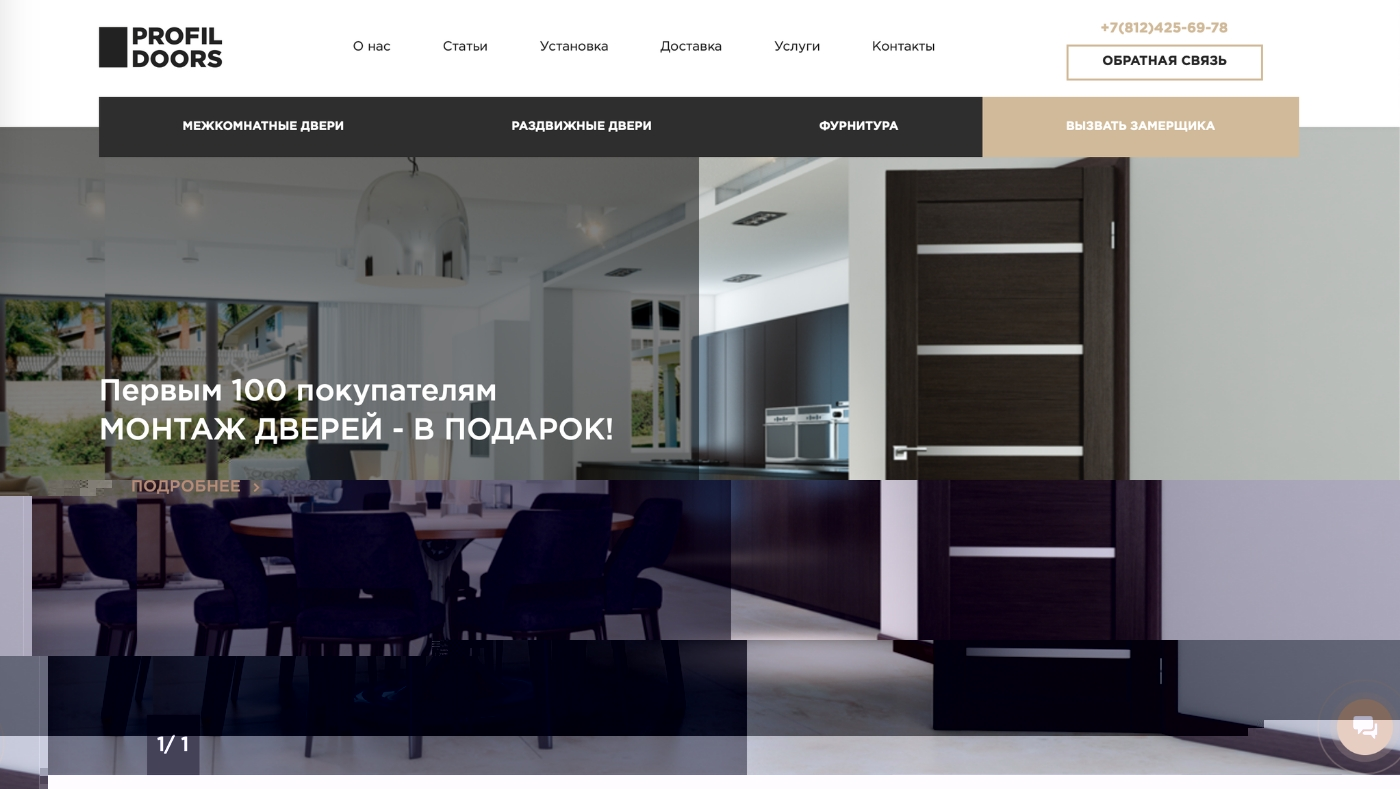 PROFIL
DOORS
О нас
Статьи
Установка
Доставка
Услуги
Контакты
+7(812)425-69-78
ОБРАТНАЯ СВЯЗЬ
МЕЖКОМНАТНЫЕ ДВЕРИ
РАЗДВИЖНЫЕ ДВЕРИ
ФУРНИТУРА
ВЫЗВАТЬ ЗАМЕРЩИКА
Первым 100 покупателям
МОНТАЖ ДВЕРЕЙ - В ПОДАРОК!
ПОДРОБНЕЕ >
1/ 1